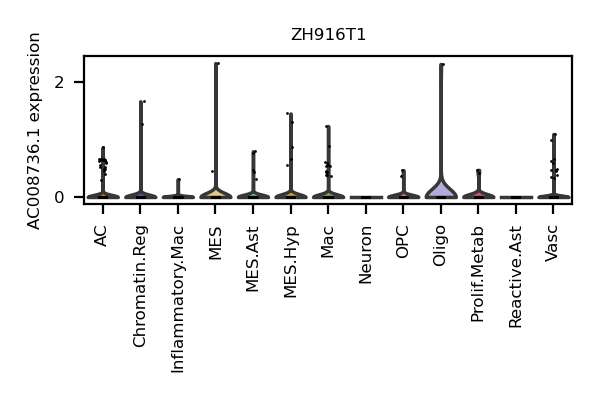 ZH916T1
AC008736.1 expression
2
0
AC
Chromatin.Reg
Inflammatory.Mac
MES
MES.Ast
MES.Hyp
Mac
Neuron
OPC
Oligo
Prolif.Metab
Reactive.Ast
Vasc